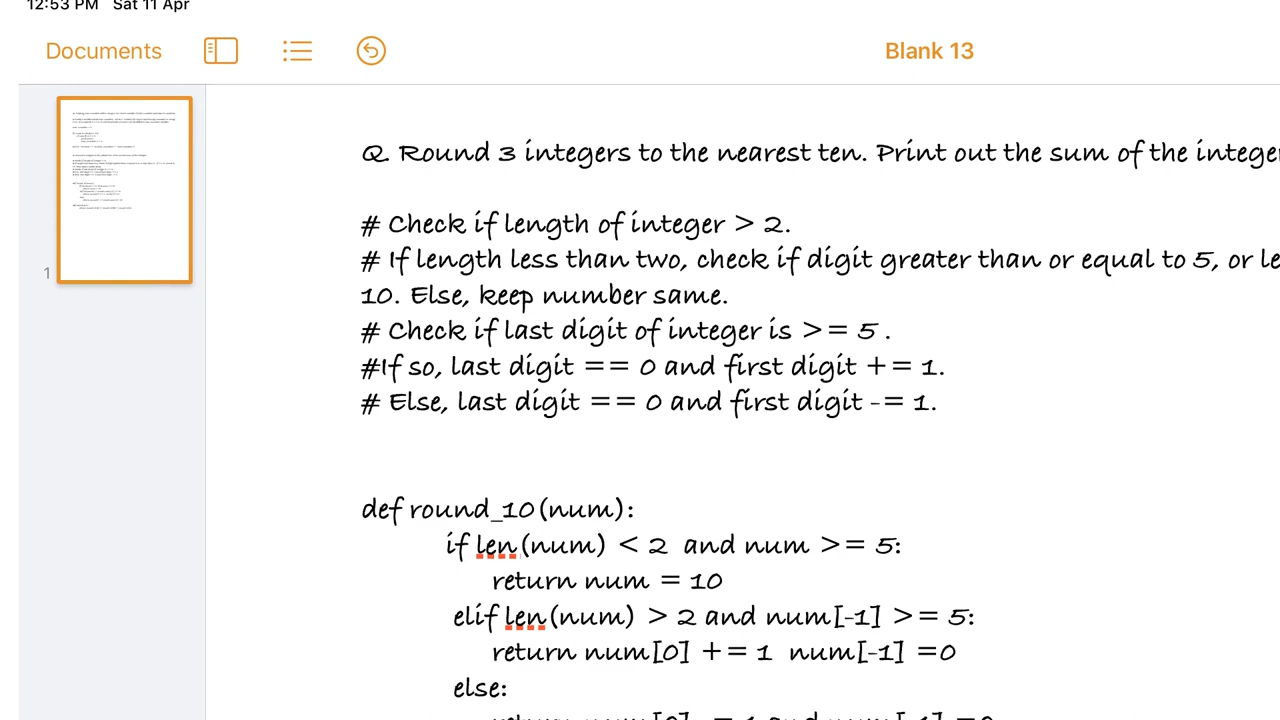 12:53 PM Sat 11 Apr
Documents
Blank 13
1
Q. Round 3 integers to the nearest ten. Print out the sum of the
# Check if length of integer > 2.
# If length less than two, check if digit greater than or equal to 5, or
10. Else, keep number same.
# Check if last digit of integer is >= 5 .
#If so, last digit == 0 and first digit += 1.
# Else, last digit == 0 and first digit -= 1.
def round_10(num):
if len(num) < 2 and num >= 5:
return num = 10
elif len(num) > 2 and num[-1] >= 5:
return num[0] += 1 num[-1] =0
else: